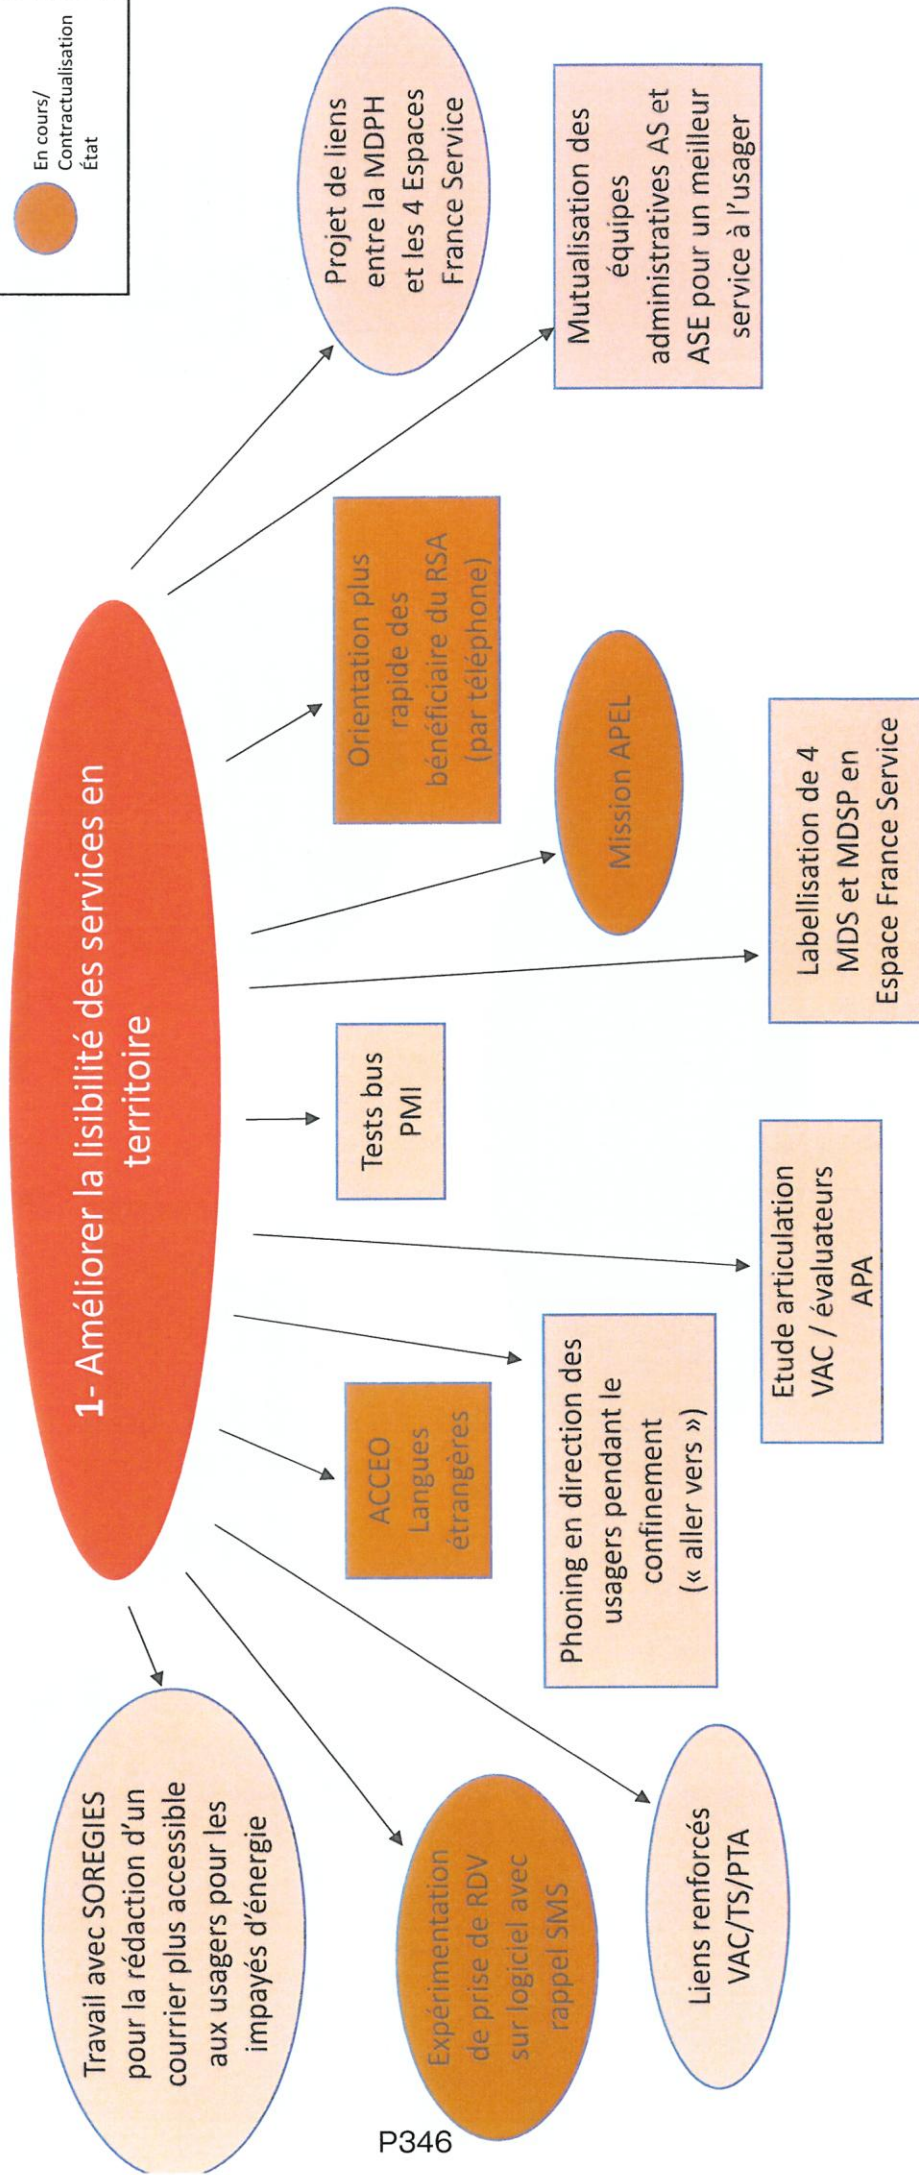 En cours/
Contractualisation
État
1- Améliorer la lisibilité des services en
territoire
Travail avec SOREGIES
pour la rédaction d'un
courrier plus accessible
aux usagers pour les
impayés d'énergie
Expérimentation
de prise de RDV
sur logiciel avec
rappel SMS
Liens renforcés
VAC/TS/PTA
ACCEO
Langues
étrangères
Phoning en direction des
usagers pendant le
confinement
(« aller vers »)
Etude articulation
VAC / évaluateurs
APA
Tests bus
PMI
Labellisation de 4
MDS et MDSP en
Espace France Service
Mission APEL
Orientation plus
rapide des
bénéficiaire du RSA
(par téléphone)
Mutualisation des
équipes
administratives AS et
ASE pour un meilleur
service à l'usager
Projet de liens
entre la MDPH
et les 4 Espaces
France Service
P346